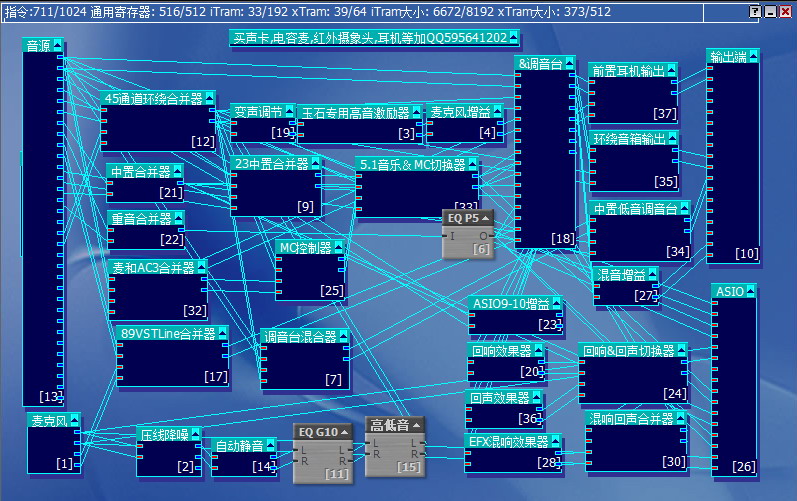 指令:711/1024 通用寄存器: 516/512 iTram: 33/192 xTram: 39/64 iTram大小: 6672/8192 xTram大小: 373/512
买声卡,电容麦,红外摄象头,耳机等加QQ595641202
音源
[13]
45通道环绕合并器
[12]
变声调节
[19]
玉石专用高音激励器
[3]
麦克风增益
[4]
&调音台
[18]
前置耳机输出
[37]
输出端
[10]
环绕音箱输出
[35]
中置合并器
[21]
23中置合并器
[9]
5.1音乐&MC切换器
[33]
重音合并器
[22]
EQ P5
I O
[6]
中置低音调音台
[34]
MC控制器
[25]
麦和AC3合并器
[32]
混音增益
[27]
ASIO
[26]
ASIO9-10增益
[23]
89VSTLine合并器
[17]
调音台混合器
[7]
回响效果器
[20]
回响&回声切换器
[24]
回声效果器
[36]
麦克风
[1]
压线降噪
[2]
自动静音
[14]
EQ G10
L L
R R
[11]
高低音
L L
R R
[15]
EFX混响效果器
[28]
混响回声合并器
[30]